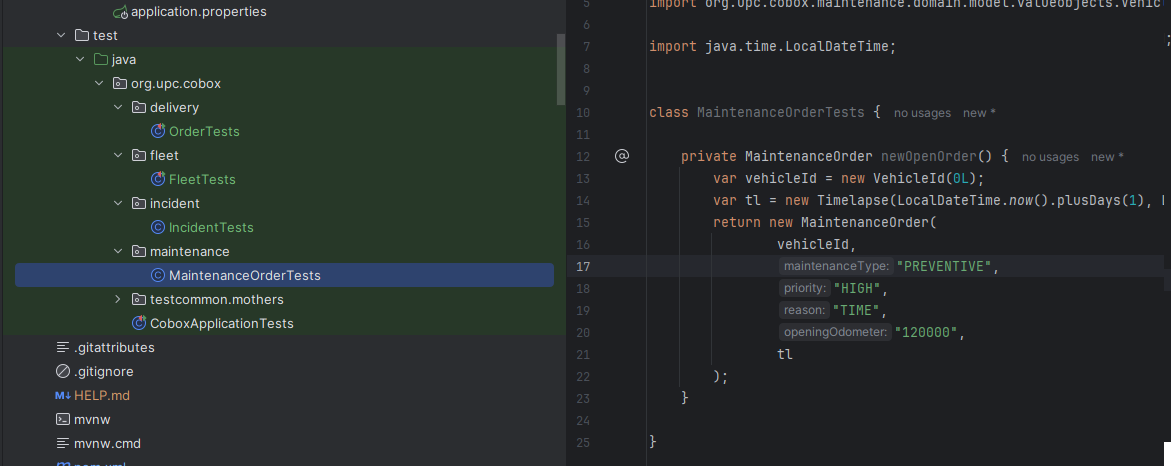 application.properties
test
java
org.upc.cobox
delivery
OrderTests
fleet
FleetTests
incident
IncidentTests
maintenance
MaintenanceOrderTests
testcommon.mothers
CoboxApplicationTests
.gitattributes
.gitignore
M↓ HELP.md
mvnw
mvnw.cmd
pom.xml
5 import org.upc.cobox.maintenance.domain.model.valueobjects.Vehic
6
7 import java.time.LocalDateTime;
8
9
10 class MaintenanceOrderTests { no usages new *
11
12 @ private MaintenanceOrder newOpenOrder() { no usages new *
13 var vehicleId = new VehicleId(0L);
14 var tl = new Timelapse(LocalDateTime.now().plusDays(1),
15 return new MaintenanceOrder(
16 vehicleId,
17 maintenanceType: "PREVENTIVE",
18 priority: "HIGH",
19 reason: "TIME",
20 openingOdometer: "120000",
21 tl
22 );
23 }
24
25 }